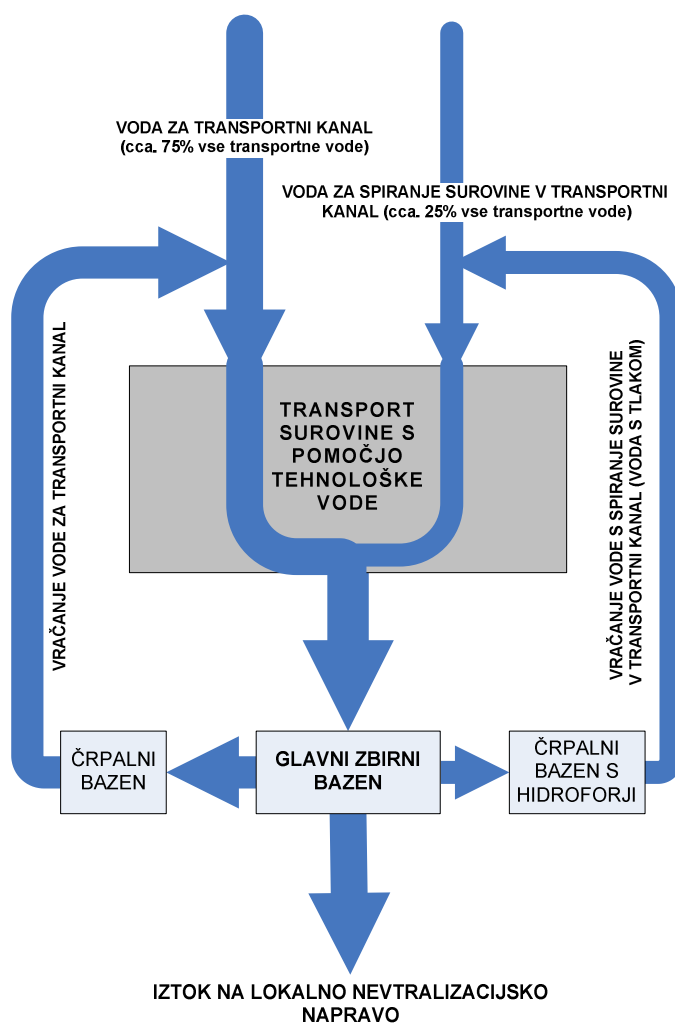 VODA ZA TRANSPORTNI KANAL
(cca. 75% vse transportne vode)
VODA ZA SPIRANJE SUROVINE V TRANSPORTNI
KANAL (cca. 25% vse transportne vode)
VRAČANJE VODE ZA TRANSPORTNI KANAL
TRANSPORT
SUROVINE S
POMOČJO
TEHNOLOŠKE
VODE
VRAČANJE VODE S SPIRANJE SUROVINE
V TRANSPORTNI KANAL (VODA S TLAKOM)
ČRPALNI
BAZEN
GLAVNI ZBIRNI
BAZEN
ČRPALNI
BAZEN S
HIDROFORJI
IZTOK NA LOKALNO NEVTRALIZACIJSKO
NAPRAVO